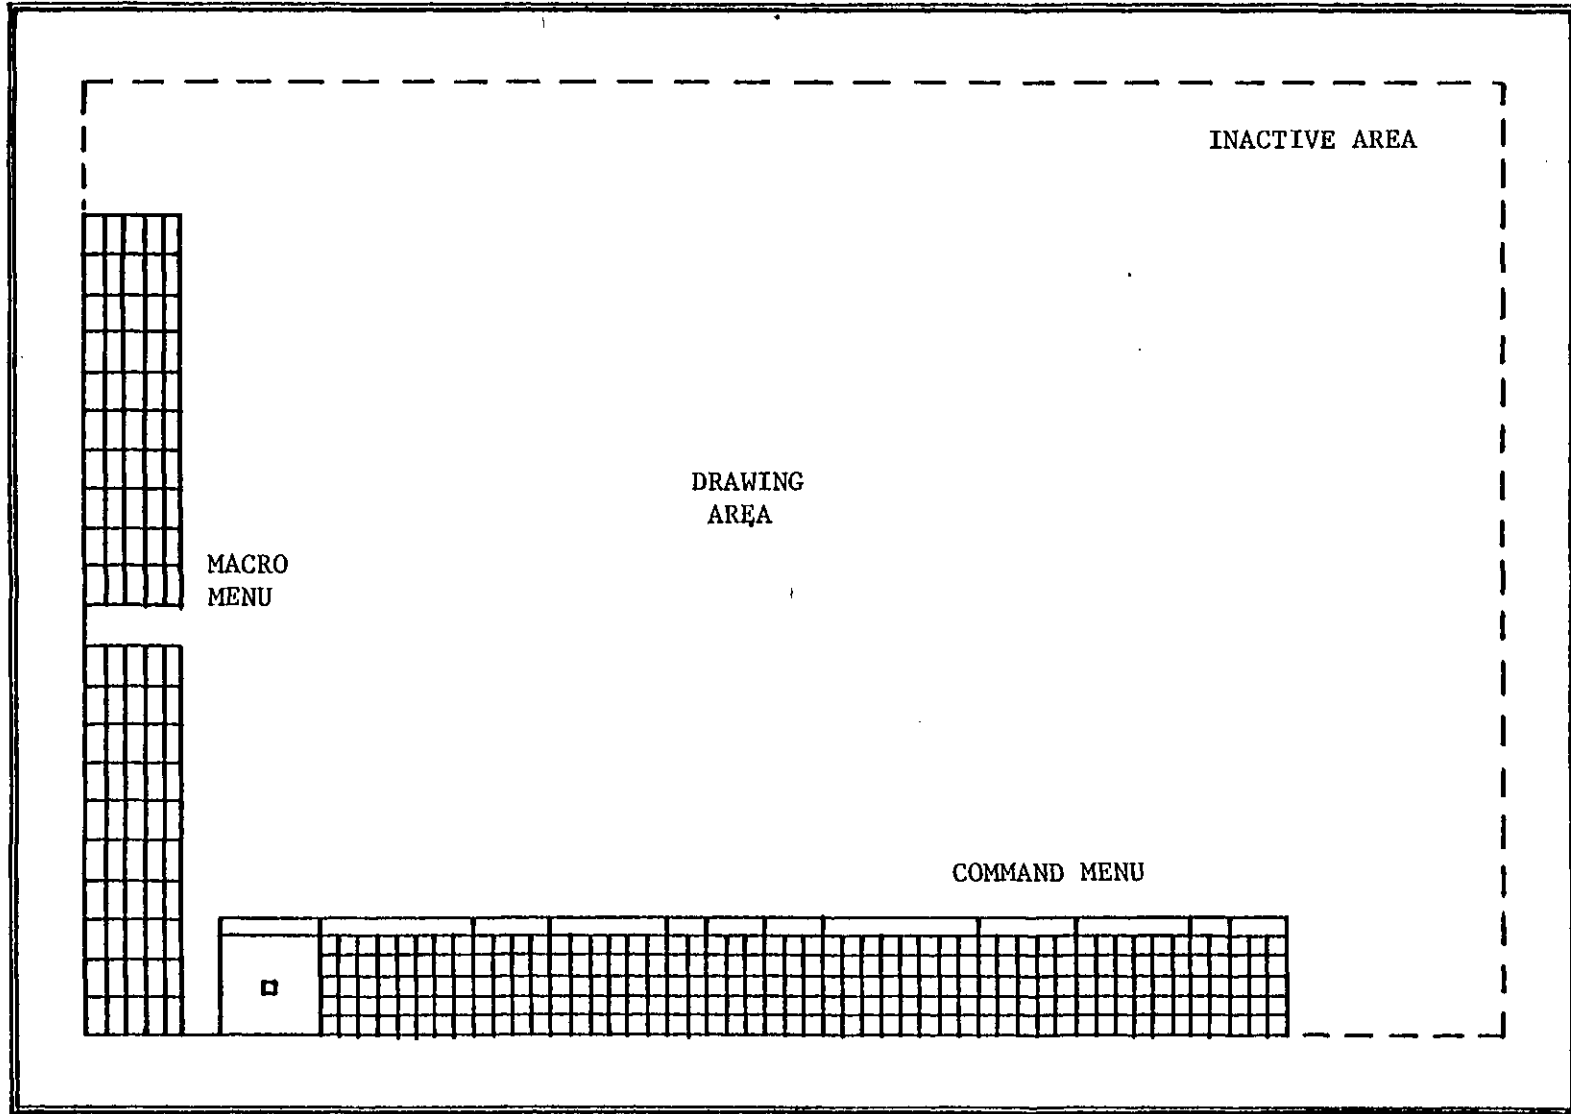 INACTIVE AREA
DRAWING
AREA
MACRO
MENU
COMMAND MENU